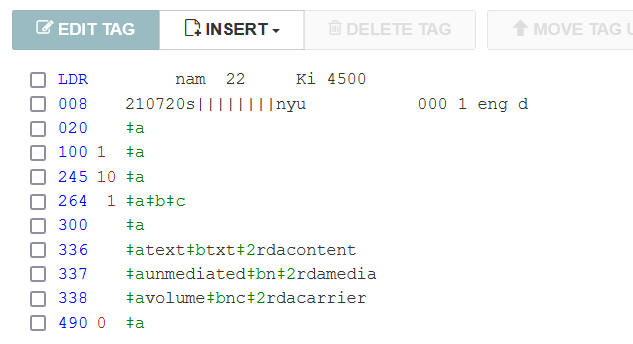 EDIT TAG INSERT DELETE TAG MOVE TAG U
LDR nam 22 Ki 4500
008 210720s||||||||nyu 000 1 eng d
020 ‡a
100 1 ‡a
245 10 ‡a
264 1 ‡a‡b‡c
300 ‡a
336 ‡atext‡btxt‡2rdacontent
337 ‡aunmediated‡bn‡2rdamedia
338 ‡avolume‡bnc‡2rdacarrier
490 0 ‡a